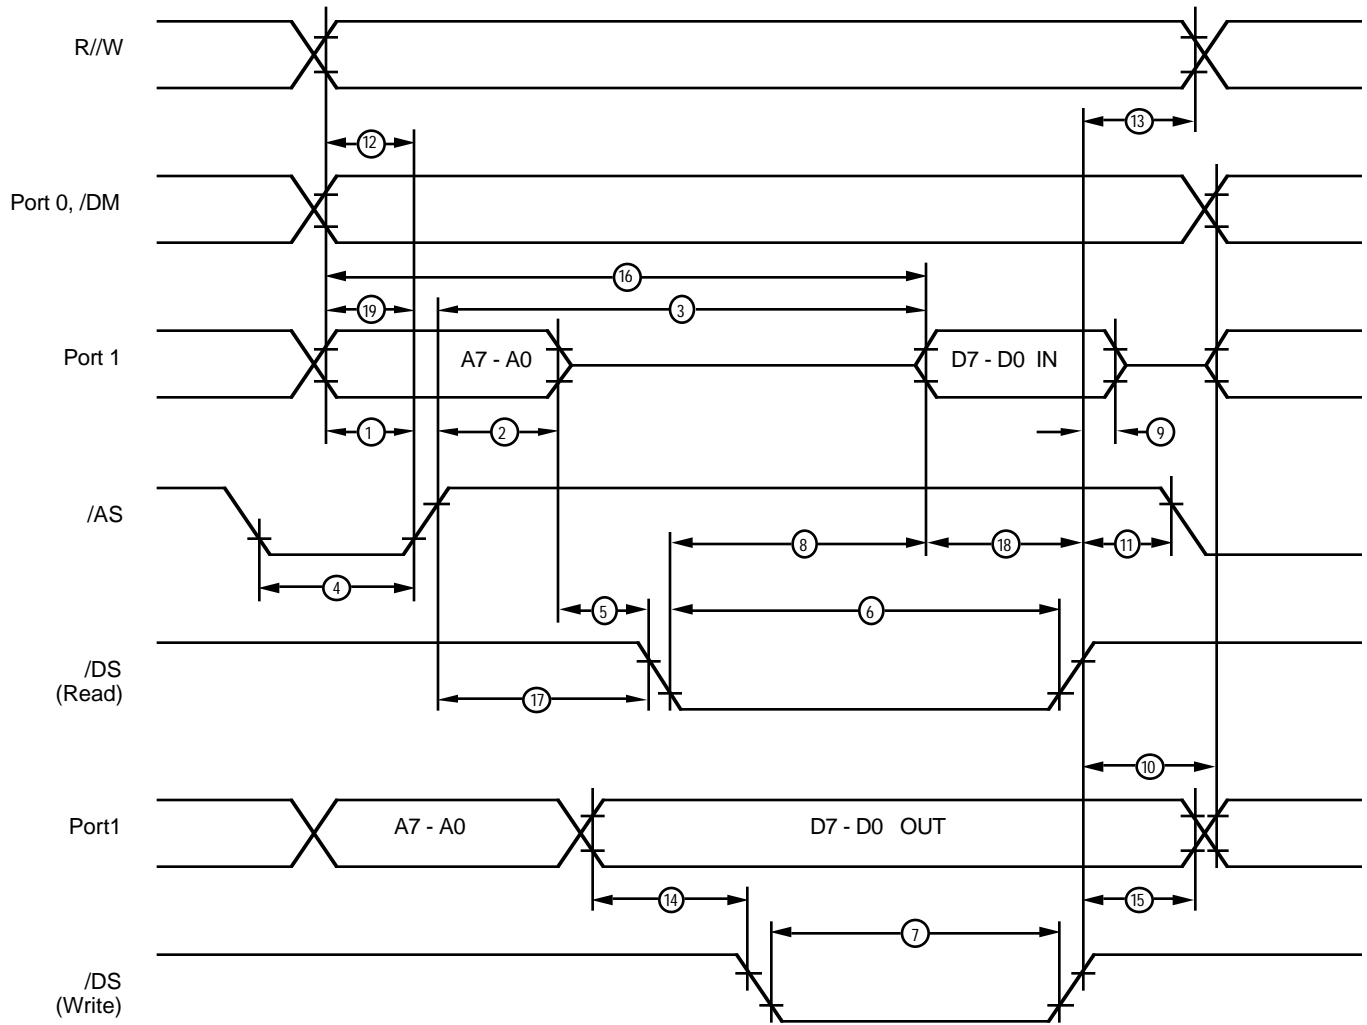 R//W
13
12
Port 0, /DM
16
19
3
Port 1
A7 - A0
D7 - D0 IN
1
2
9
/AS
8
18
11
4
5
6
/DS
(Read)
17
10
Port1
A7 - A0
D7 - D0 OUT
14
15
7
/DS
(Write)